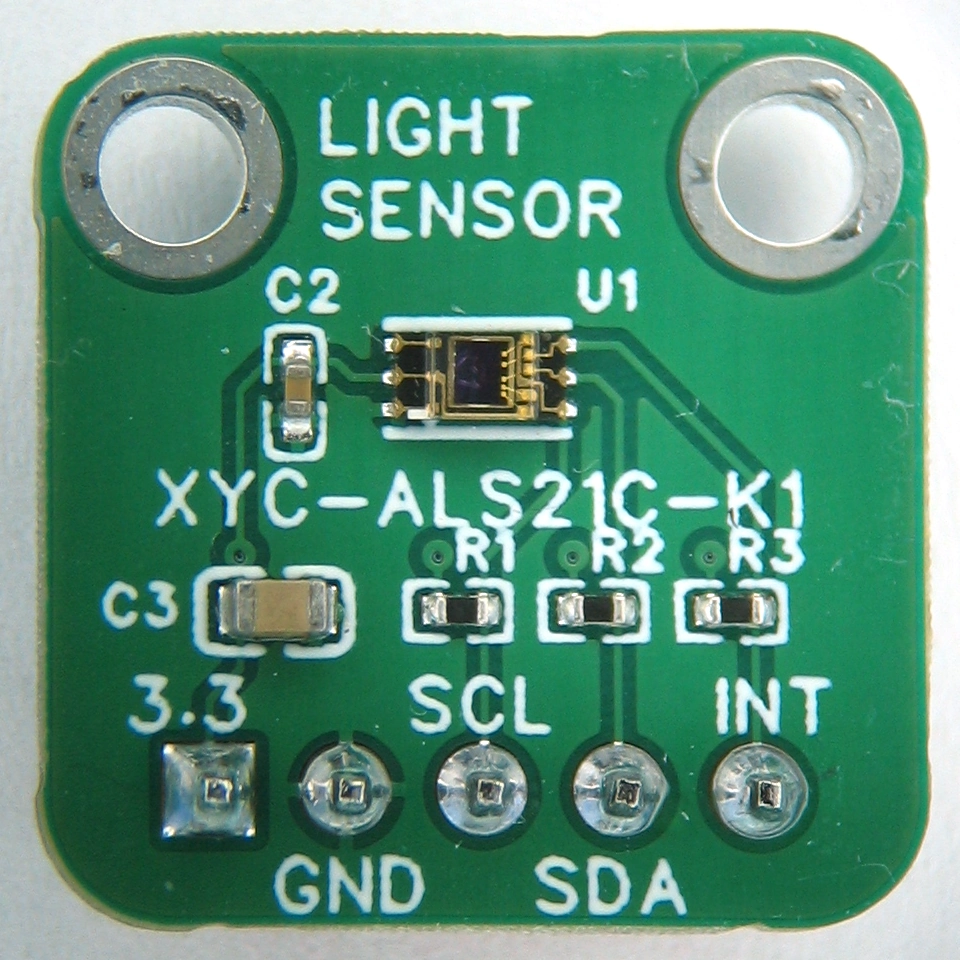 LIGHT
SENSOR
C2 U1
XYC-ALS21C-K1
R1 R2 R3
C3
3.3 SCL INT
GND SDA